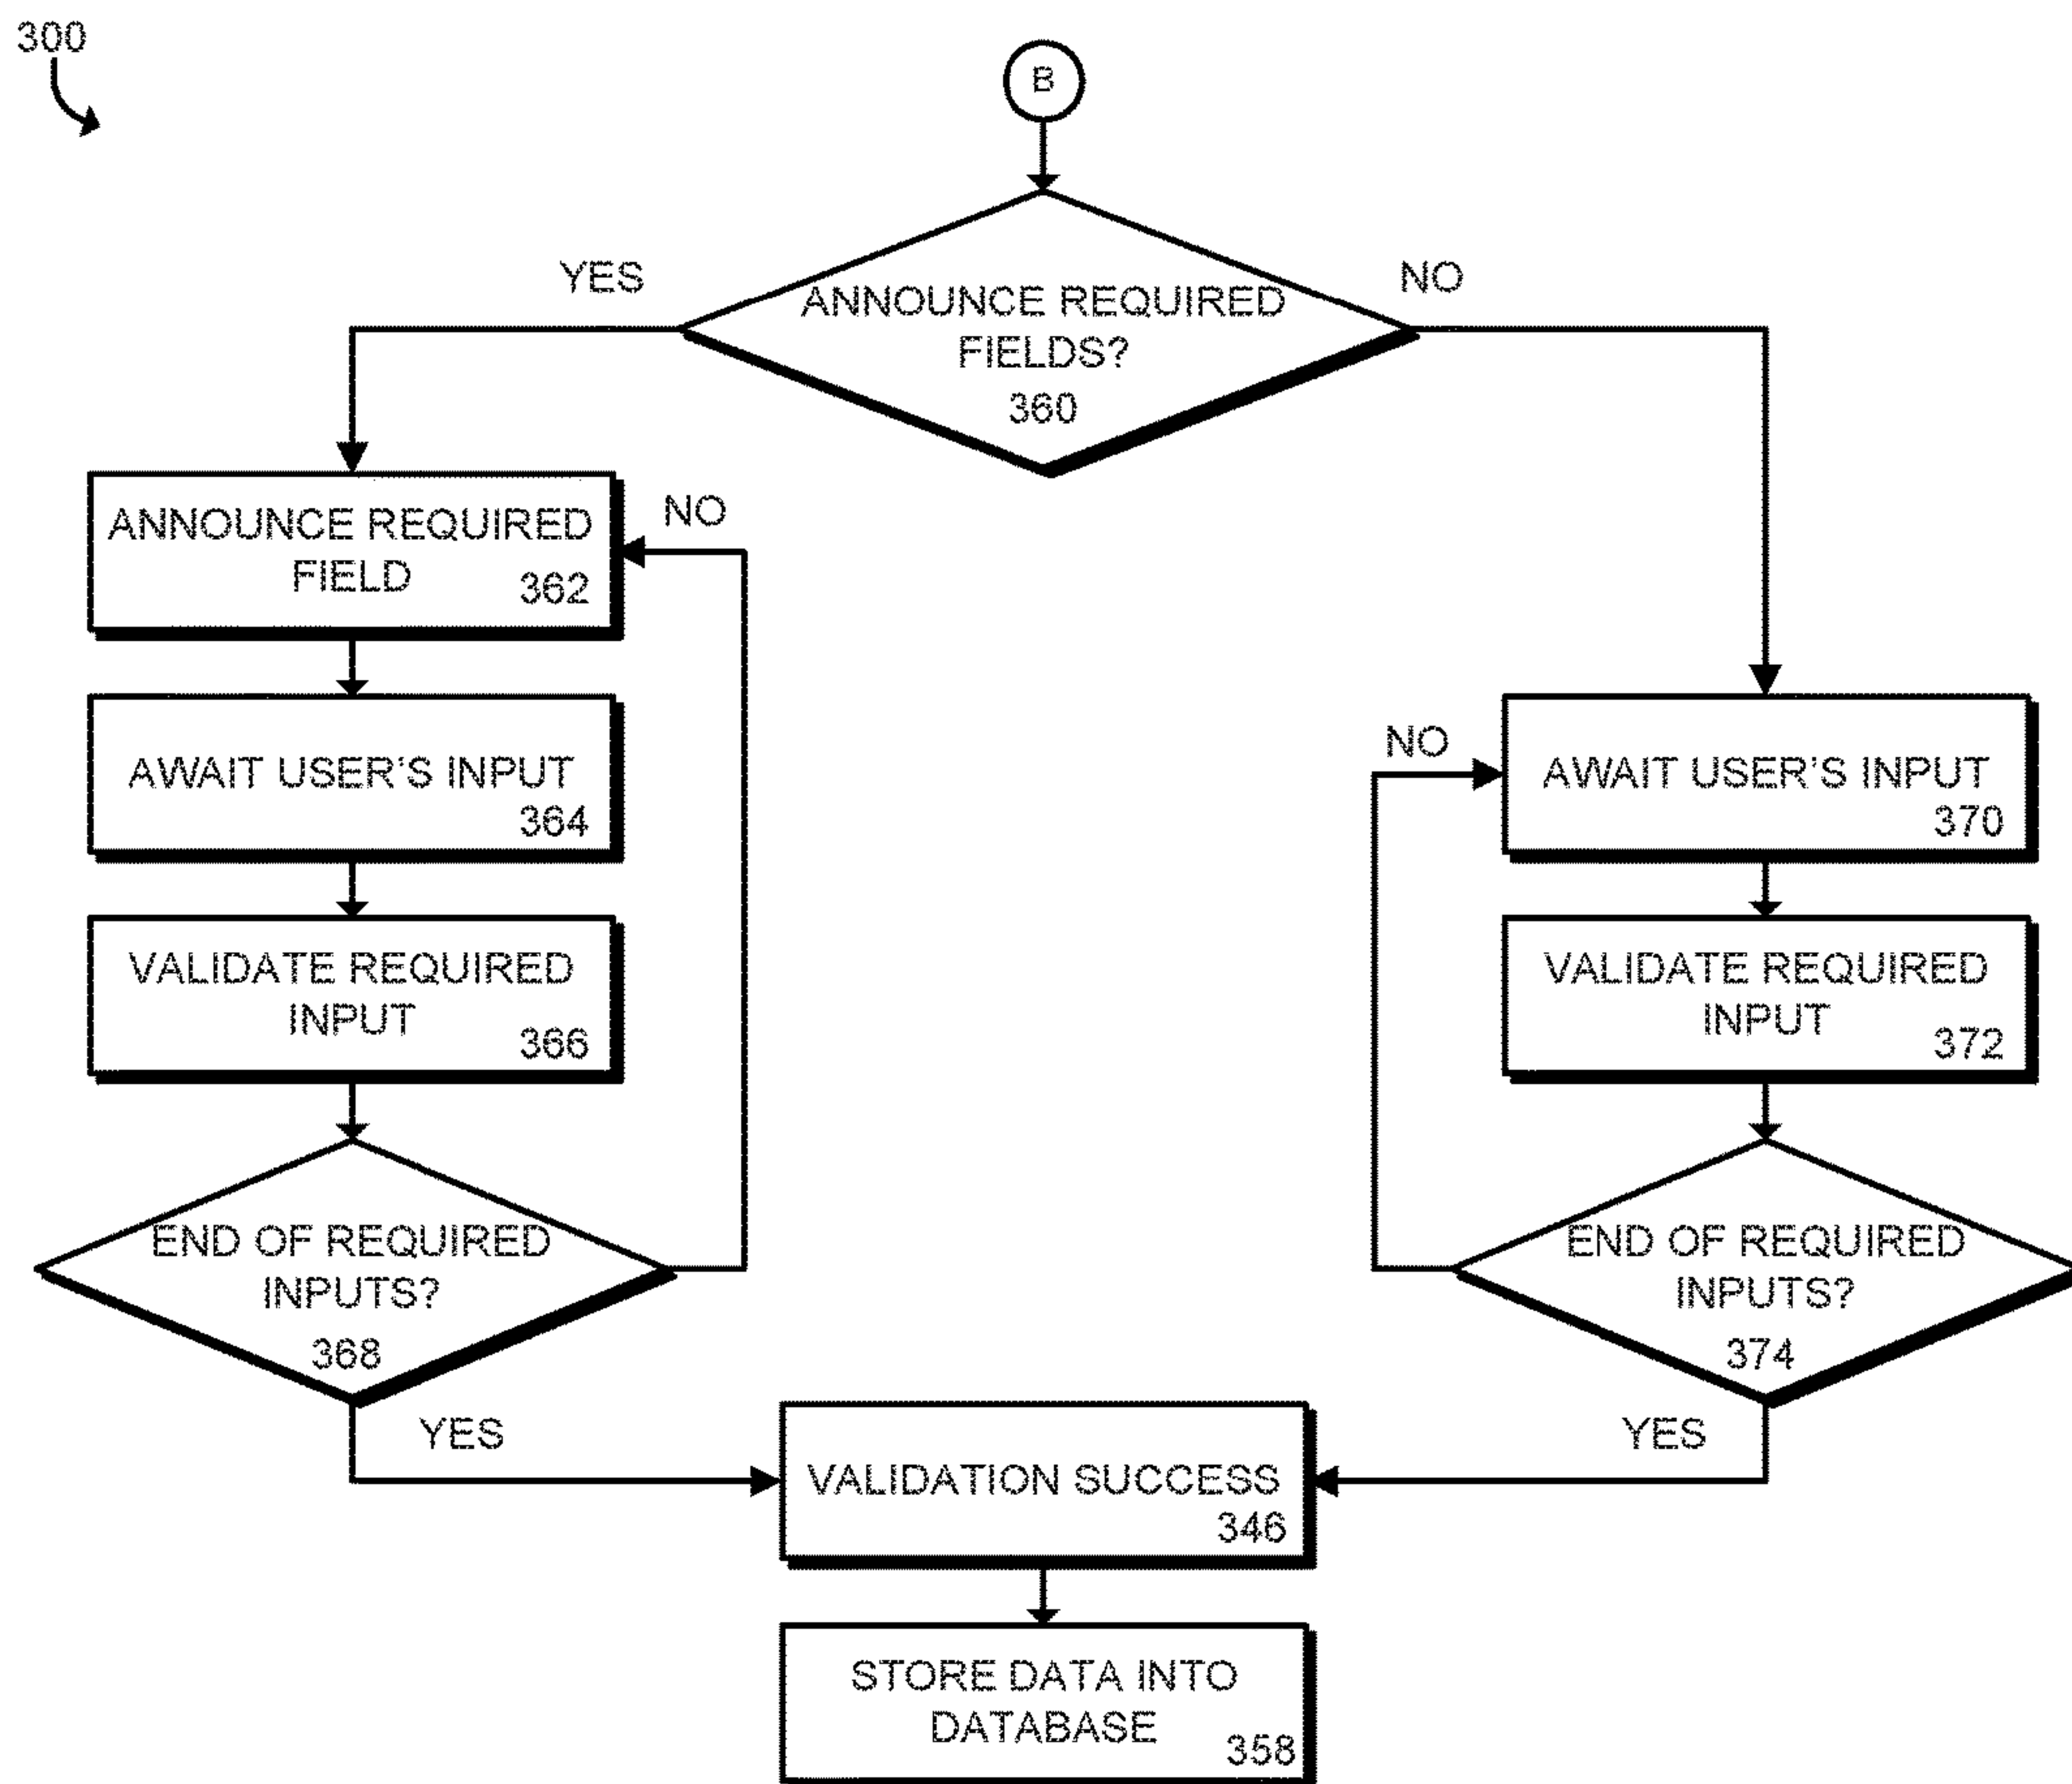 300
B
YES
NO
ANNOUNCE REQUIRED
FIELDS?
360
ANNOUNCE REQUIRED
FIELD
362
NO
AWAIT USER'S INPUT
364
VALIDATE REQUIRED
INPUT
366
END OF REQUIRED
INPUTS?
368
YES
NO
AWAIT USER'S INPUT
370
VALIDATE REQUIRED
INPUT
372
END OF REQUIRED
INPUTS?
374
YES
VALIDATION SUCCESS
346
STORE DATA INTO
DATABASE
358